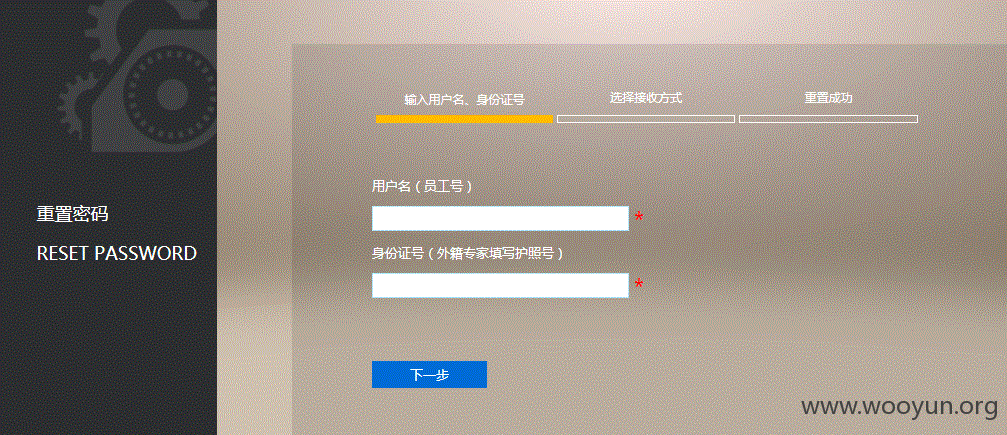 输入用户名、身份证号
选择接收方式
重置成功
用户名（员工号）
*
重置密码
RESET PASSWORD
身份证号（外籍专家填写护照号）
*
下一步
www.wooyun.org